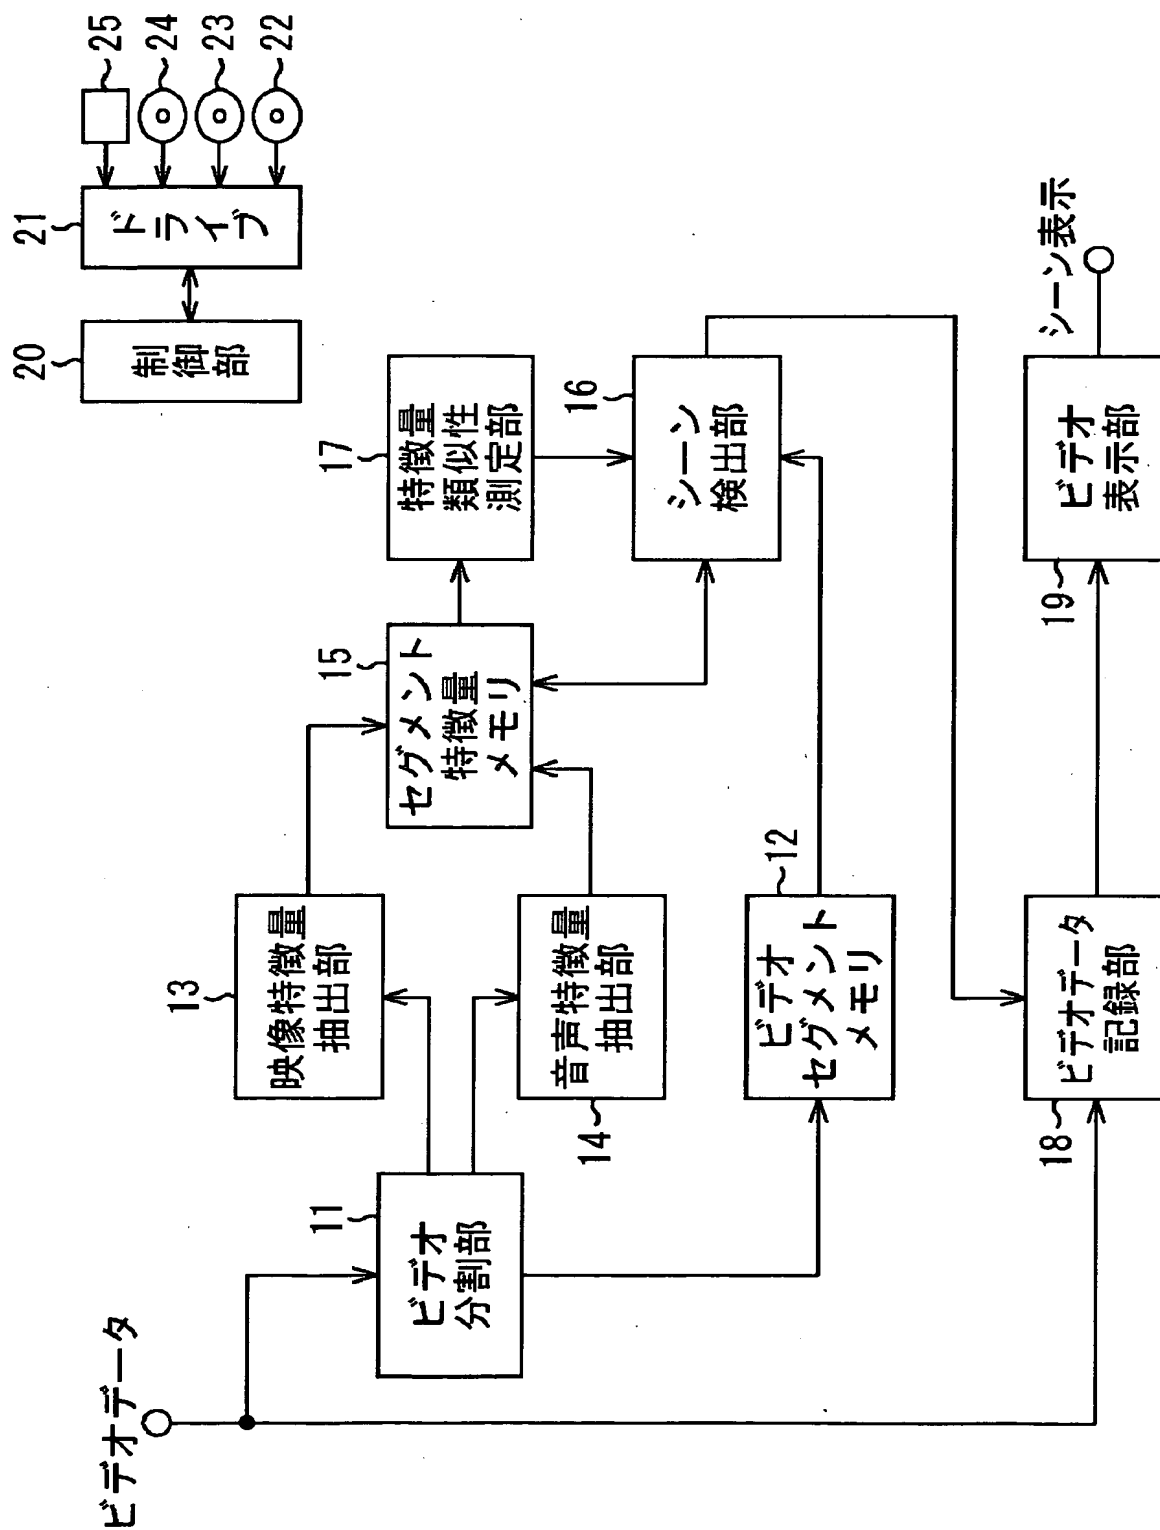 ビデオデータ
11
ビデオ
分割部
13
映像特徴量
抽出部
14
音声特徴量
抽出部
12
ビデオ
セグメント
メモリ
18
ビデオデータ
記録部
15
セグメント
特徴量
メモリ
17
特徴量
類似性
測定部
16
シーン
検出部
19
ビデオ
表示部
シーン表示
20
制御部
21
ドライブ
25
24
23
22